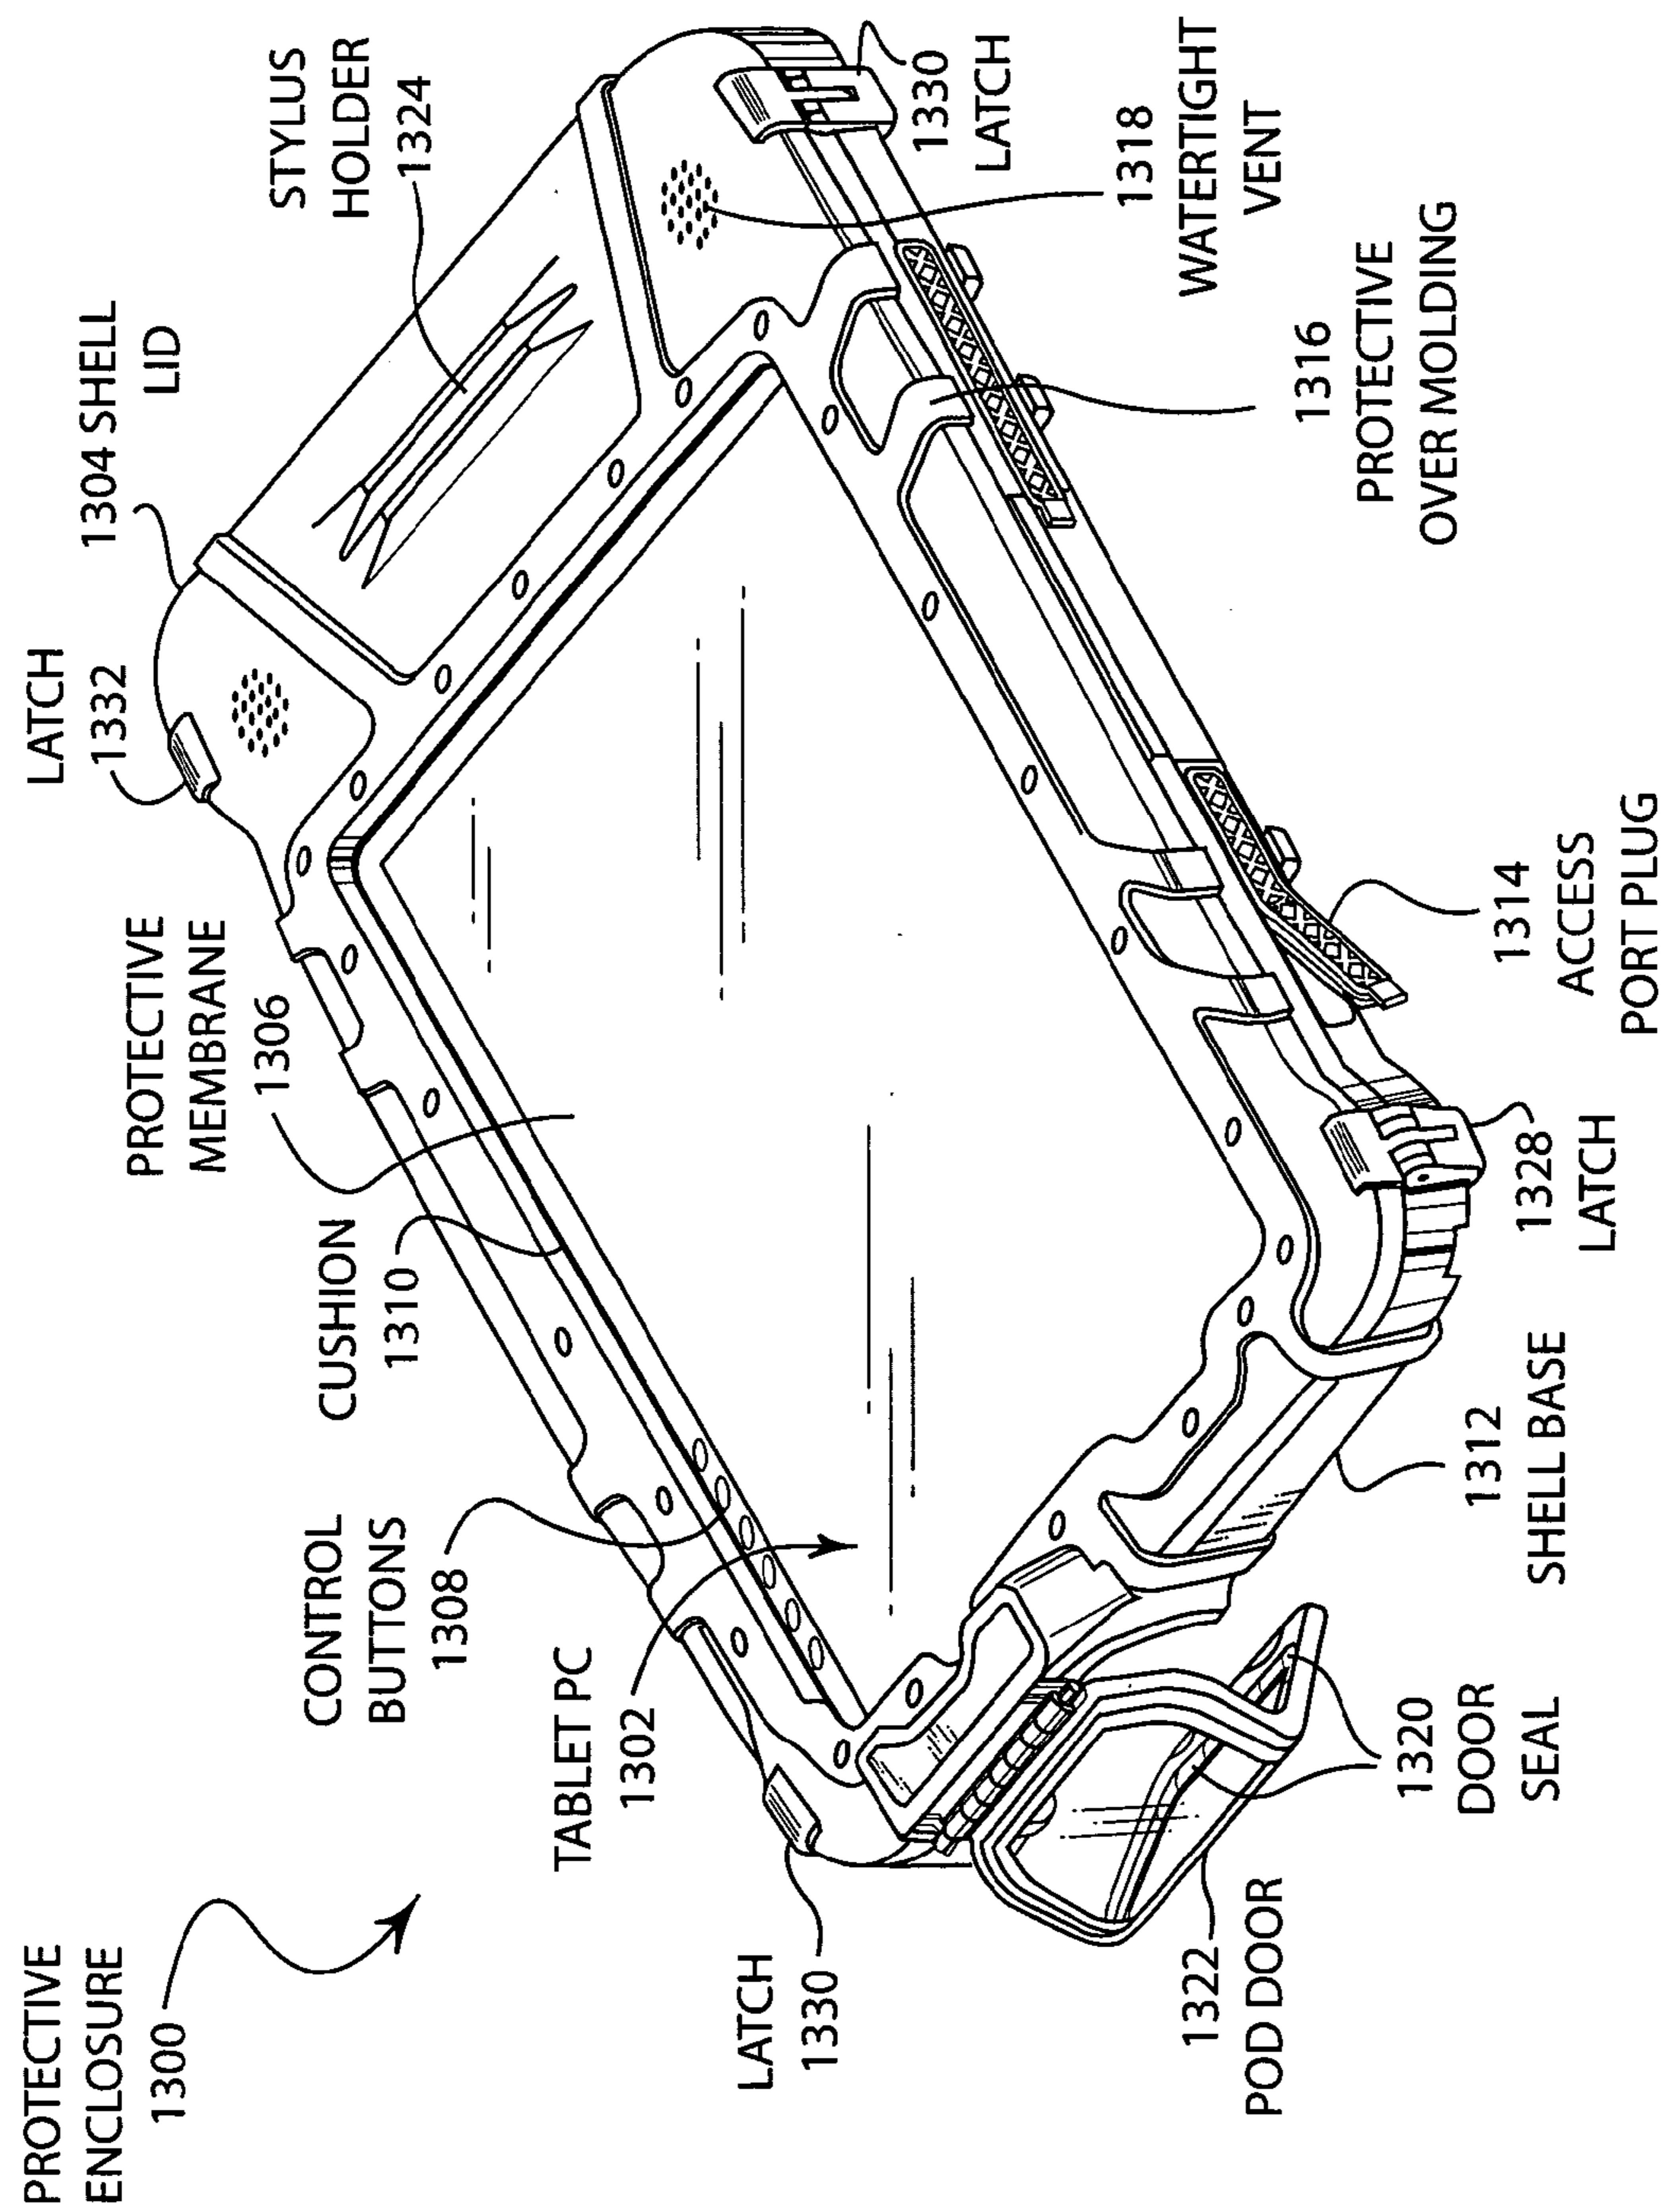 PROTECTIVE
ENCLOSURE
1300
LATCH
1330
TABLET PC
1302
CONTROL
BUTTONS
1308
CUSHION
1310
PROTECTIVE
MEMBRANE
1306
LATCH
1332
1304 SHELL
LID
STYLUS
HOLDER
1324
1330
LATCH
1318
WATERTIGHT
VENT
1316
PROTECTIVE
OVER MOLDING
1314
ACCESS
PORT PLUG
1328
LATCH
1312
SHELL BASE
1320
DOOR
SEAL
1322
POD DOOR